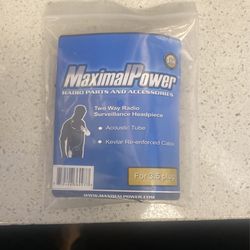 MaximalPower
RADIO PARTS AND ACCESSORIES
Two Way Radio
Surveillance Headpiece
• Acoustic Tube
• Kevlar Re-enforced Cable
For 3.5 plug
WWW.MAXIMALPOWER.COM